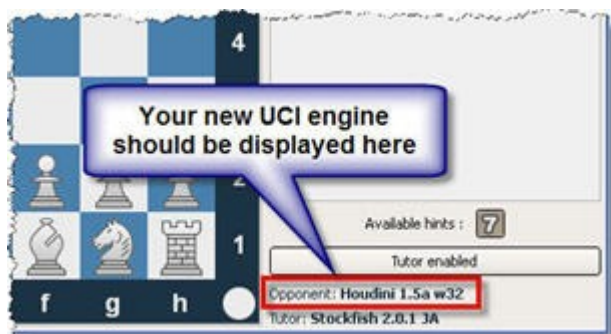 4
Your new UCI engine
should be displayed here
2
Available hints : 7
1
Tutor enabled
Opponent: Houdini 1.5a w32
f g h
Tutor: Stockfish 2.0.1 JA